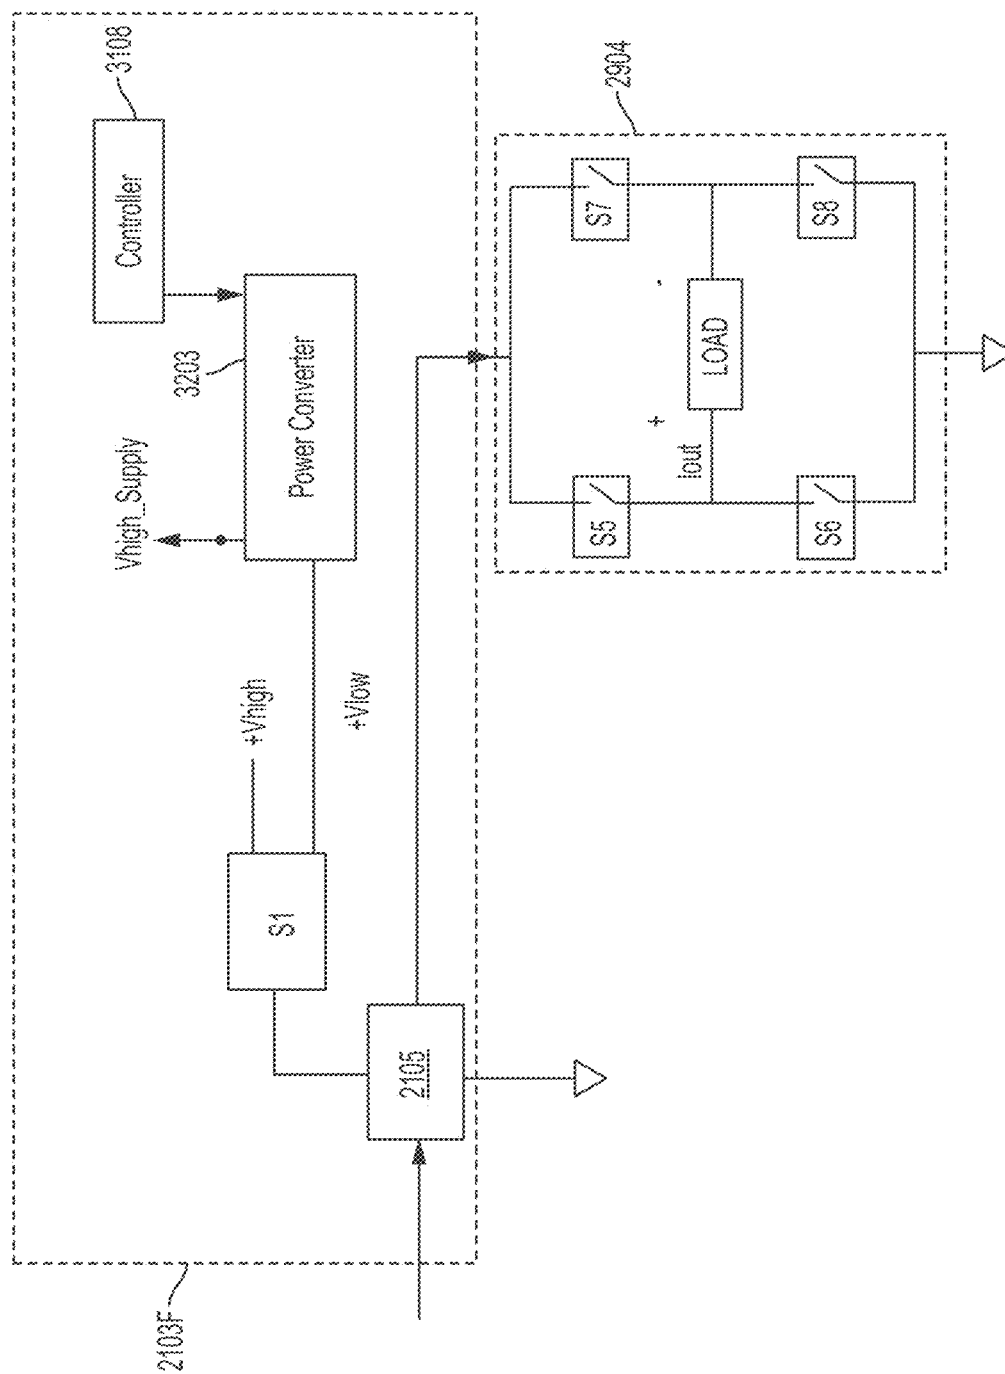 3108
Controller
3203
Power Converter
Vhigh_Supply
+Vhigh
+Vlow
S1
2105
2103F
2904
S7
S8
LOAD
+
Iout
S5
S6